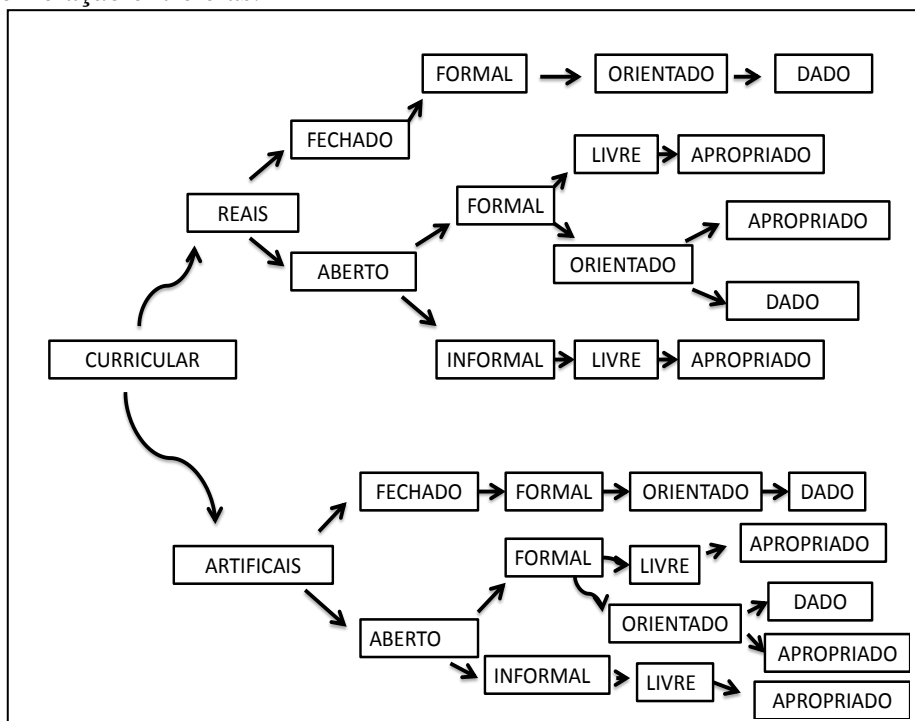 FORMAL ORIENTADO DADO
FECHADO
LIVRE APROPRIADO
FORMAL
REAIS APROPRIADO
ABERTO ORIENTADO
DADO
CURRICULAR INFORMAL LIVRE APROPRIADO
FECHADO FORMAL ORIENTADO DADO
APROPRIADO
ARTIFICAIS FORMAL LIVRE
DADO
ABERTO ORIENTADO
APROPRIADO
INFORMAL LIVRE
APROPRIADO